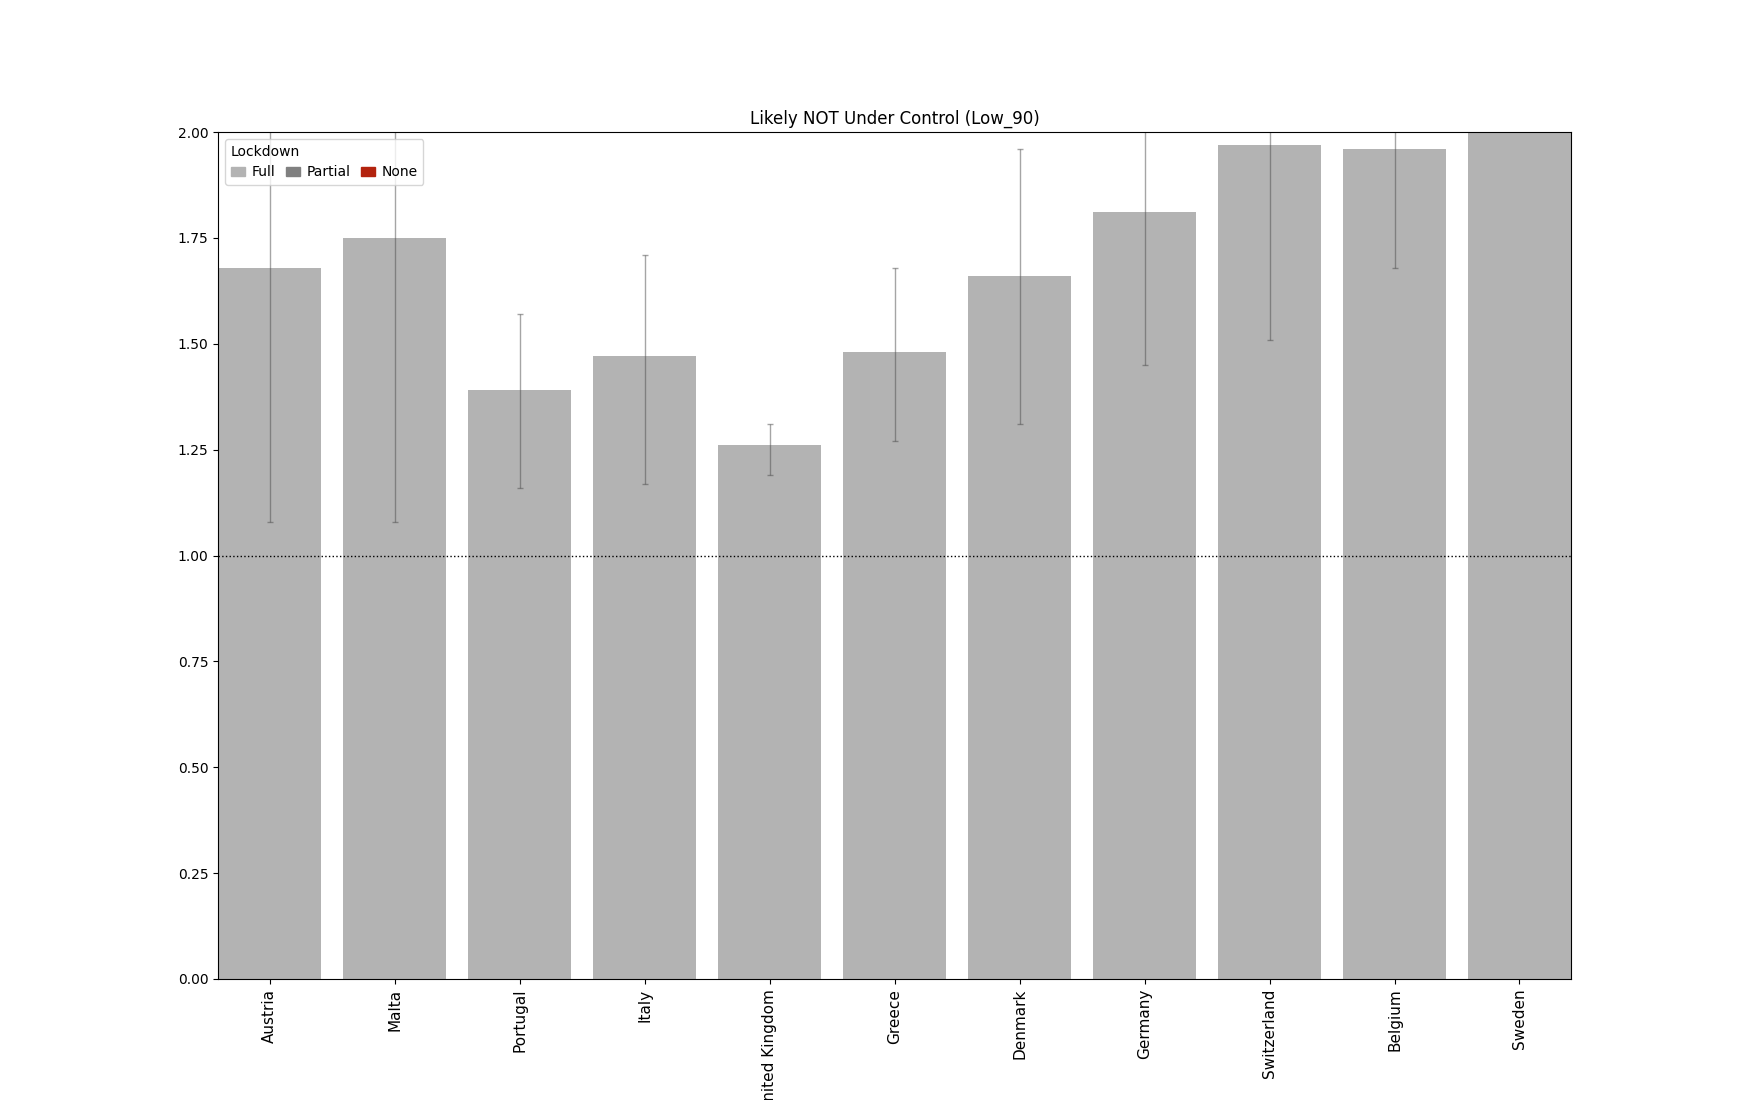 Likely NOT Under Control (Low_90)
Lockdown
Full Partial None
2.00
1.75
1.50
1.25
1.00
0.75
0.50
0.25
0.00
Austria
Malta
Portugal
Italy
nited Kingdom
Greece
Denmark
Germany
Switzerland
Belgium
Sweden